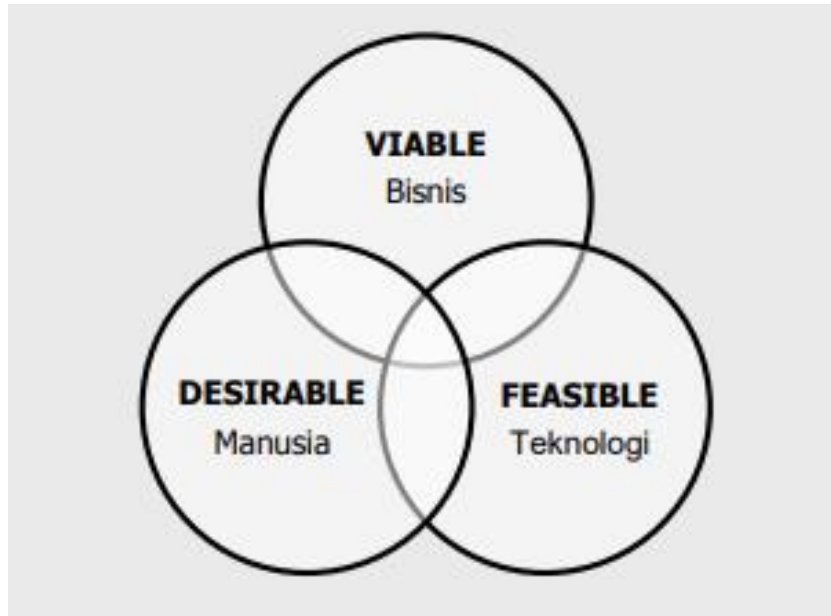 VIABLE
Bisnis
DESIRABLE
Manusia
FEASIBLE
Teknologi